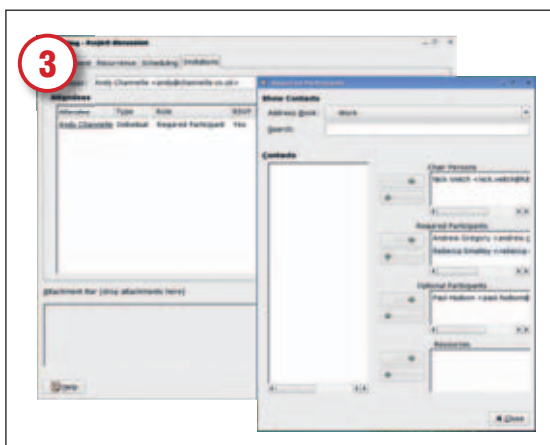 3
Project discussion
Recurrence Scheduling Invitations
Andy Channelle <andy@channelle.co.uk>
Attendees
Attendee Type Role RSVP
Andy Channelle Individual Required Participant Yes
Attachment Bar (drop attachments here)
Help
Required Participants
Show Contacts
Address Book: Work
Search:
Contacts
Chair Persons
Nick Veitch <nick.veitch@fut
Required Participants
Andrew Gregory <andrew.g
Rebecca Smalley <rebecca
Optional Participants
Paul Hudson <paul.hudson@
Resources
Close